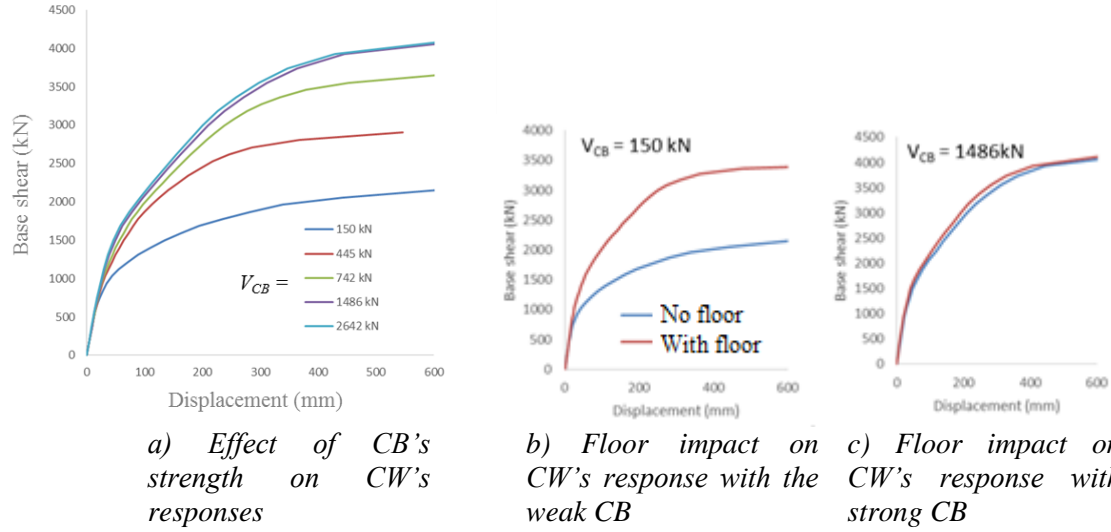 4500
4000
3500
3000
2500
2000
1500
1000
500
0
Base shear (kN)
150 kN
445 kN
V_CB =
742 kN
1486 kN
2642 kN
0 100 200 300 400 500 600
Displacement (mm)
a) Effect of CB's
strength on CW's
responses
4000
3500
3000
2500
2000
1500
1000
500
0
Base shear (kN)
V_CB = 150 kN
No floor
With floor
0 200 400 600
Displacement (mm)
b) Floor impact on
CW's response with the
weak CB
4500
4000
3500
3000
2500
2000
1500
1000
500
0
Base shear (kN)
V_CB = 1486kN
0 200 400 600
Displacement (mm)
c) Floor impact on
CW's response with
strong CB